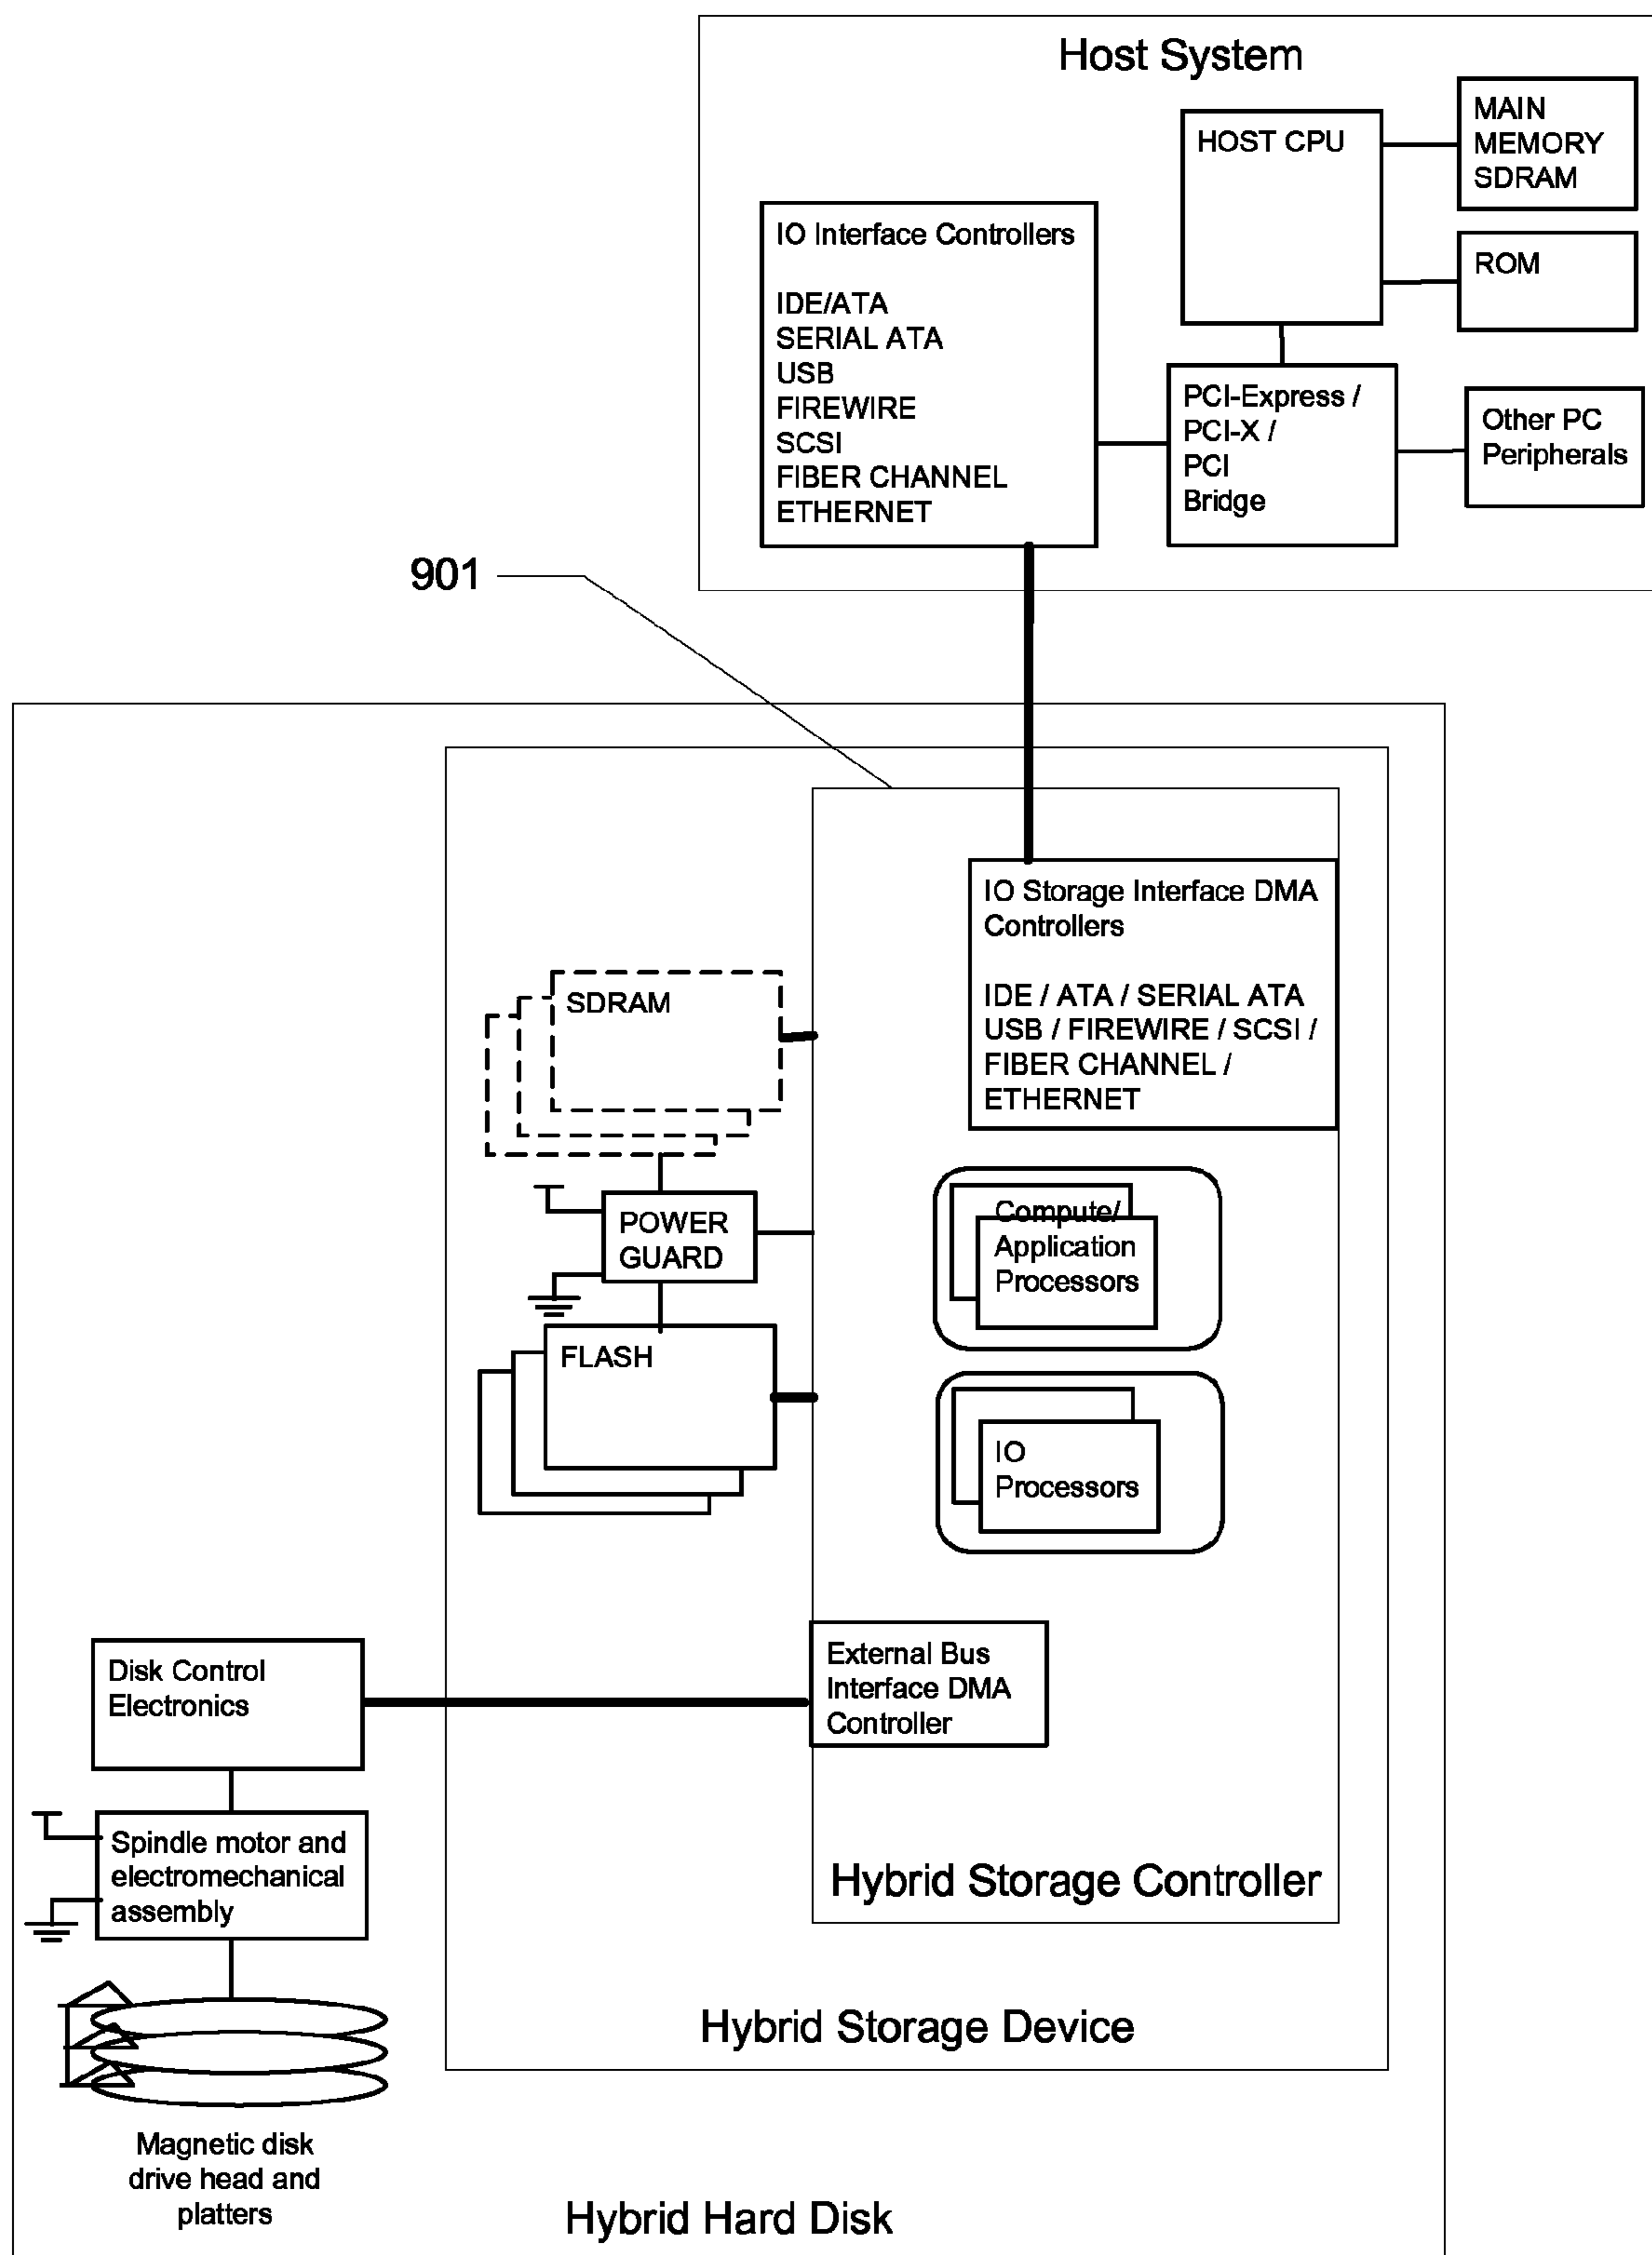 Host System
HOST CPU
MAIN
MEMORY
SDRAM
ROM
IO Interface Controllers
IDE/ATA
SERIAL ATA
USB
FIREWIRE
SCSI
FIBER CHANNEL
ETHERNET
PCI-Express /
PCI-X /
PCI
Bridge
Other PC
Peripherals
901
IO Storage Interface DMA
Controllers
IDE / ATA / SERIAL ATA
USB / FIREWIRE / SCSI /
FIBER CHANNEL /
ETHERNET
SDRAM
POWER
GUARD
FLASH
Compute/
Application
Processors
IO
Processors
External Bus
Interface DMA
Controller
Disk Control
Electronics
Spindle motor and
electromechanical
assembly
Hybrid Storage Controller
Hybrid Storage Device
Magnetic disk
drive head and
platters
Hybrid Hard Disk